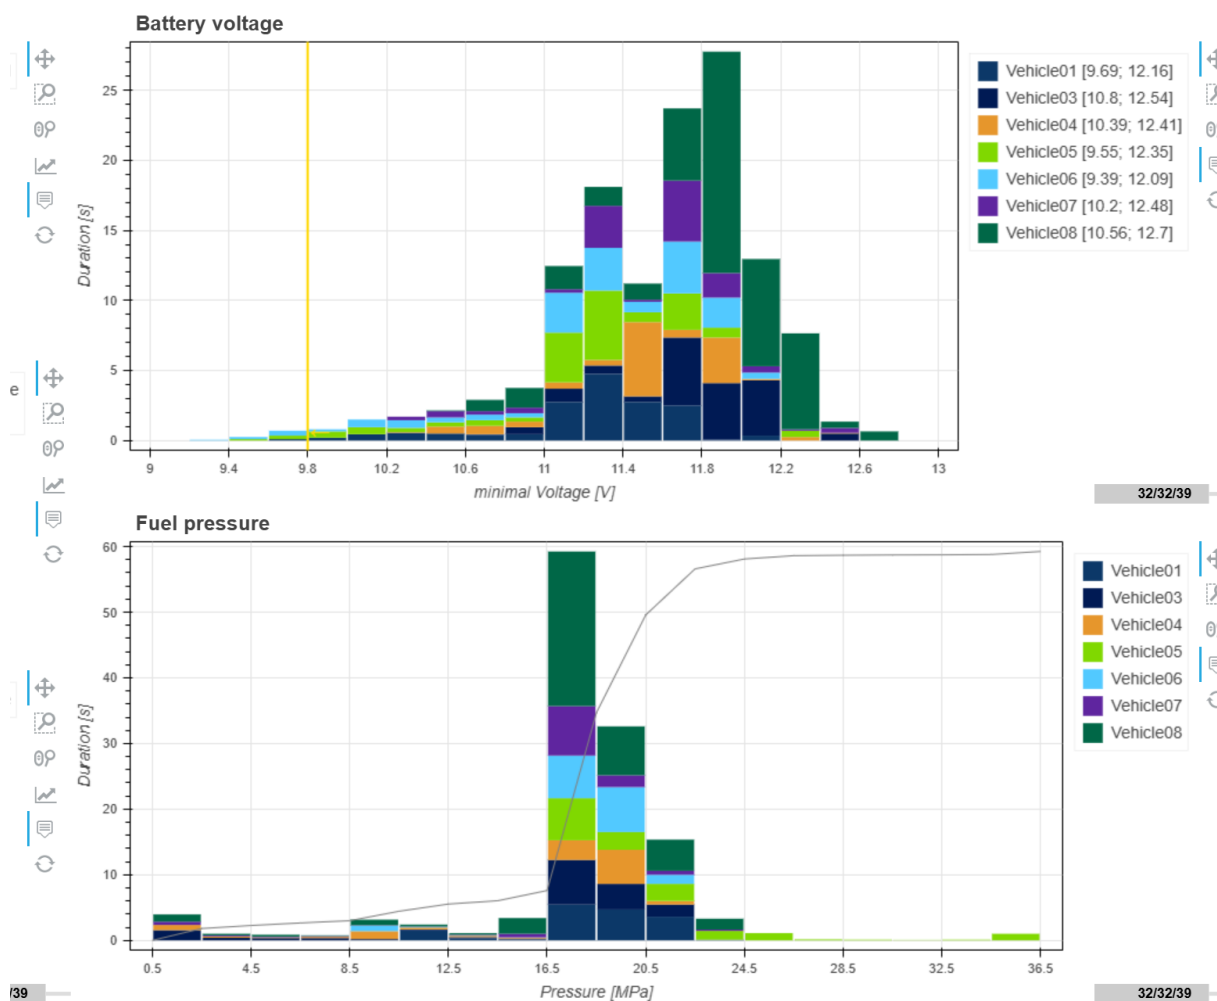 Battery voltage
25
20
15
10
5
0
Duration [s]
9
9.4
9.8
10.2
10.6
11
11.4
11.8
12.2
12.6
13
minimal Voltage [V]
Vehicle01 [9.69; 12.16]
Vehicle03 [10.8; 12.54]
Vehicle04 [10.39; 12.41]
Vehicle05 [9.55; 12.35]
Vehicle06 [9.39; 12.09]
Vehicle07 [10.2; 12.48]
Vehicle08 [10.56; 12.7]
e
32/32/39
Fuel pressure
60
50
40
30
20
10
0
Duration [s]
0.5
4.5
8.5
12.5
16.5
20.5
24.5
28.5
32.5
36.5
Pressure [MPa]
Vehicle01
Vehicle03
Vehicle04
Vehicle05
Vehicle06
Vehicle07
Vehicle08
/39
32/32/39